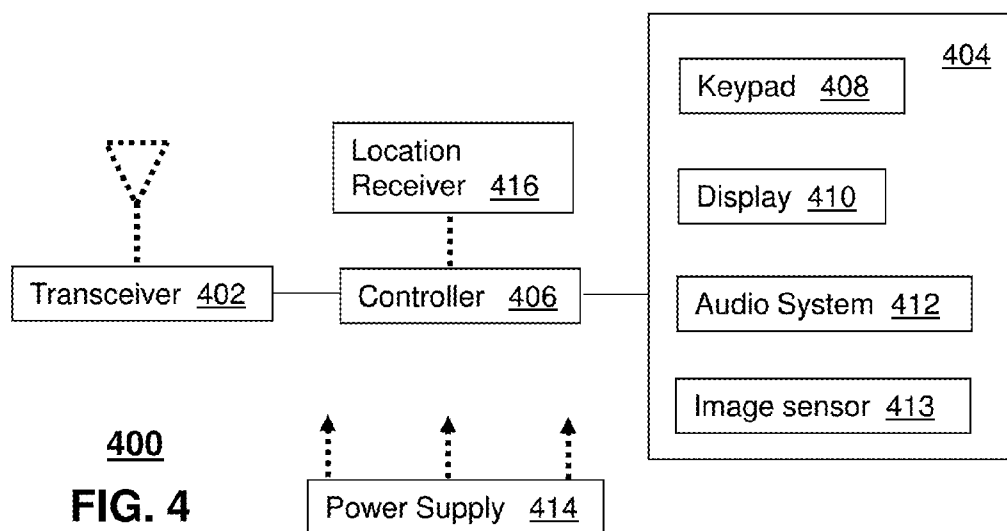 404
Keypad 408
Location
Receiver 416
Display 410
Transceiver 402
Controller 406
Audio System 412
Image sensor 413
400
FIG. 4
Power Supply 414